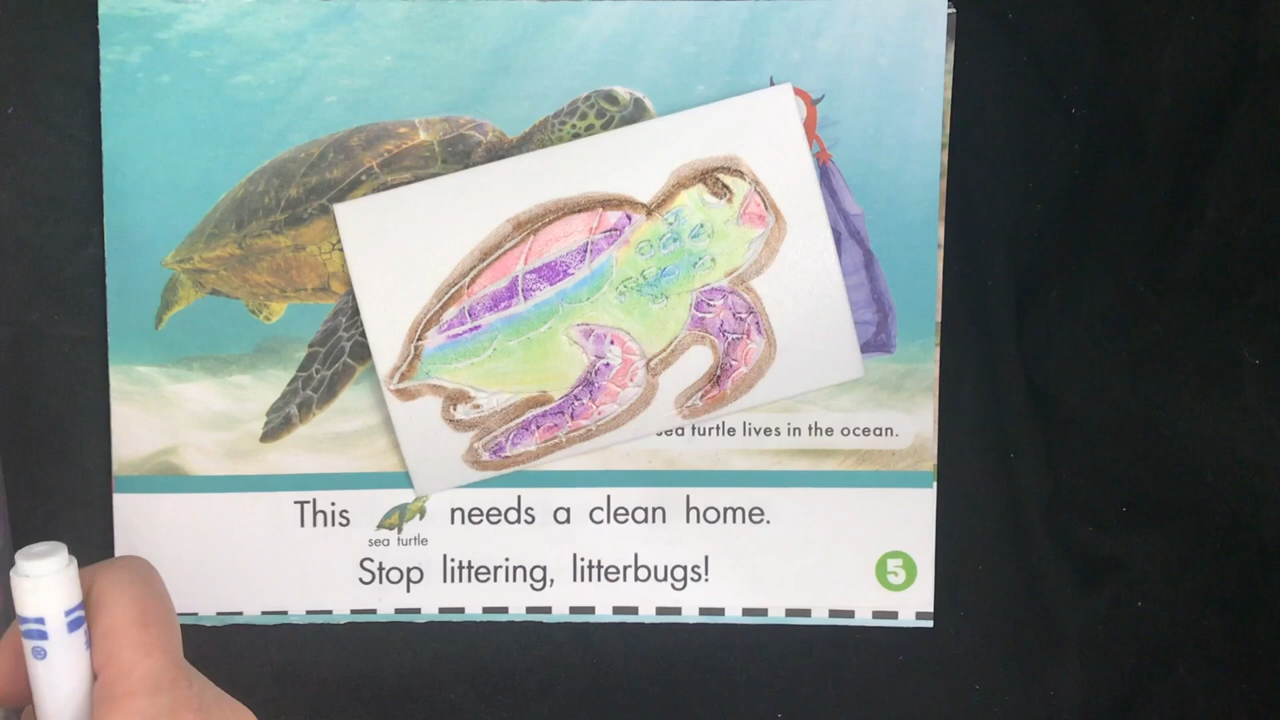 sea turtle lives in the ocean.
This needs a clean home.
sea turtle
Stop littering, litterbugs!
5